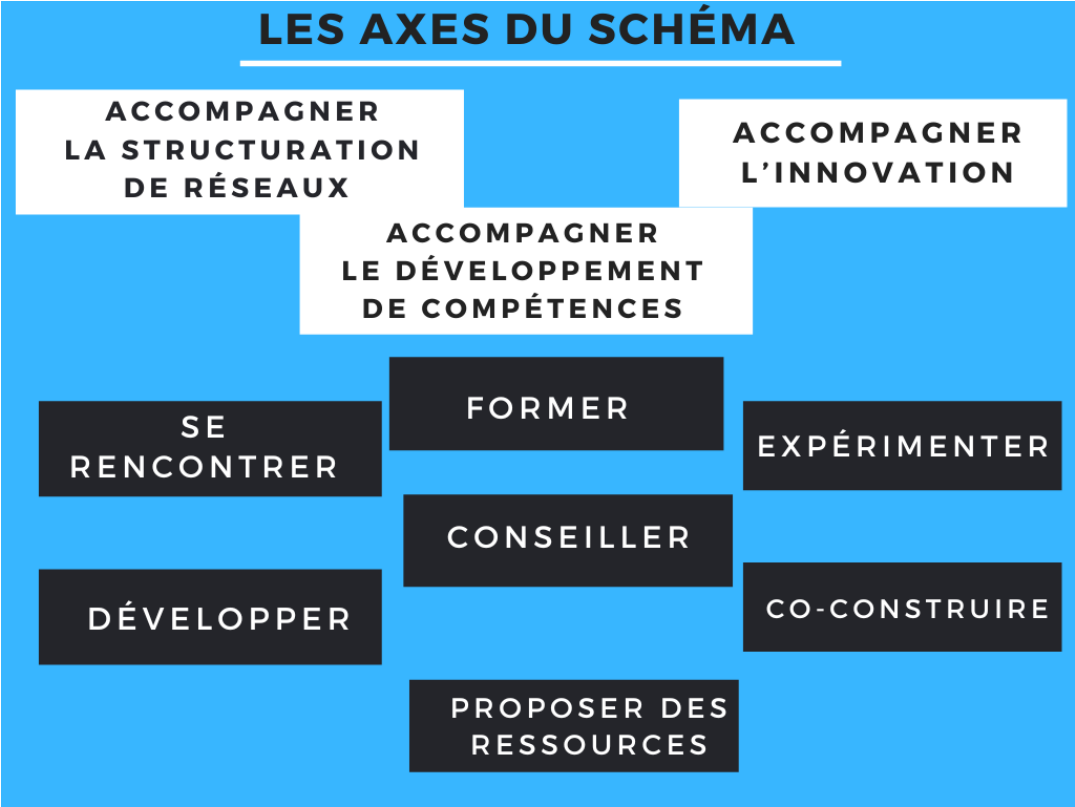 LES AXES DU SCHÉMA
ACCOMPAGNER
LA STRUCTURATION
DE RÉSEAUX
ACCOMPAGNER
L'INNOVATION
ACCOMPAGNER
LE DÉVELOPPEMENT
DE COMPÉTENCES
SE
RENCONTRER
FORMER
EXPÉRIMENTER
CONSEILLER
DÉVELOPPER
CO-CONSTRUIRE
PROPOSER DES
RESSOURCES